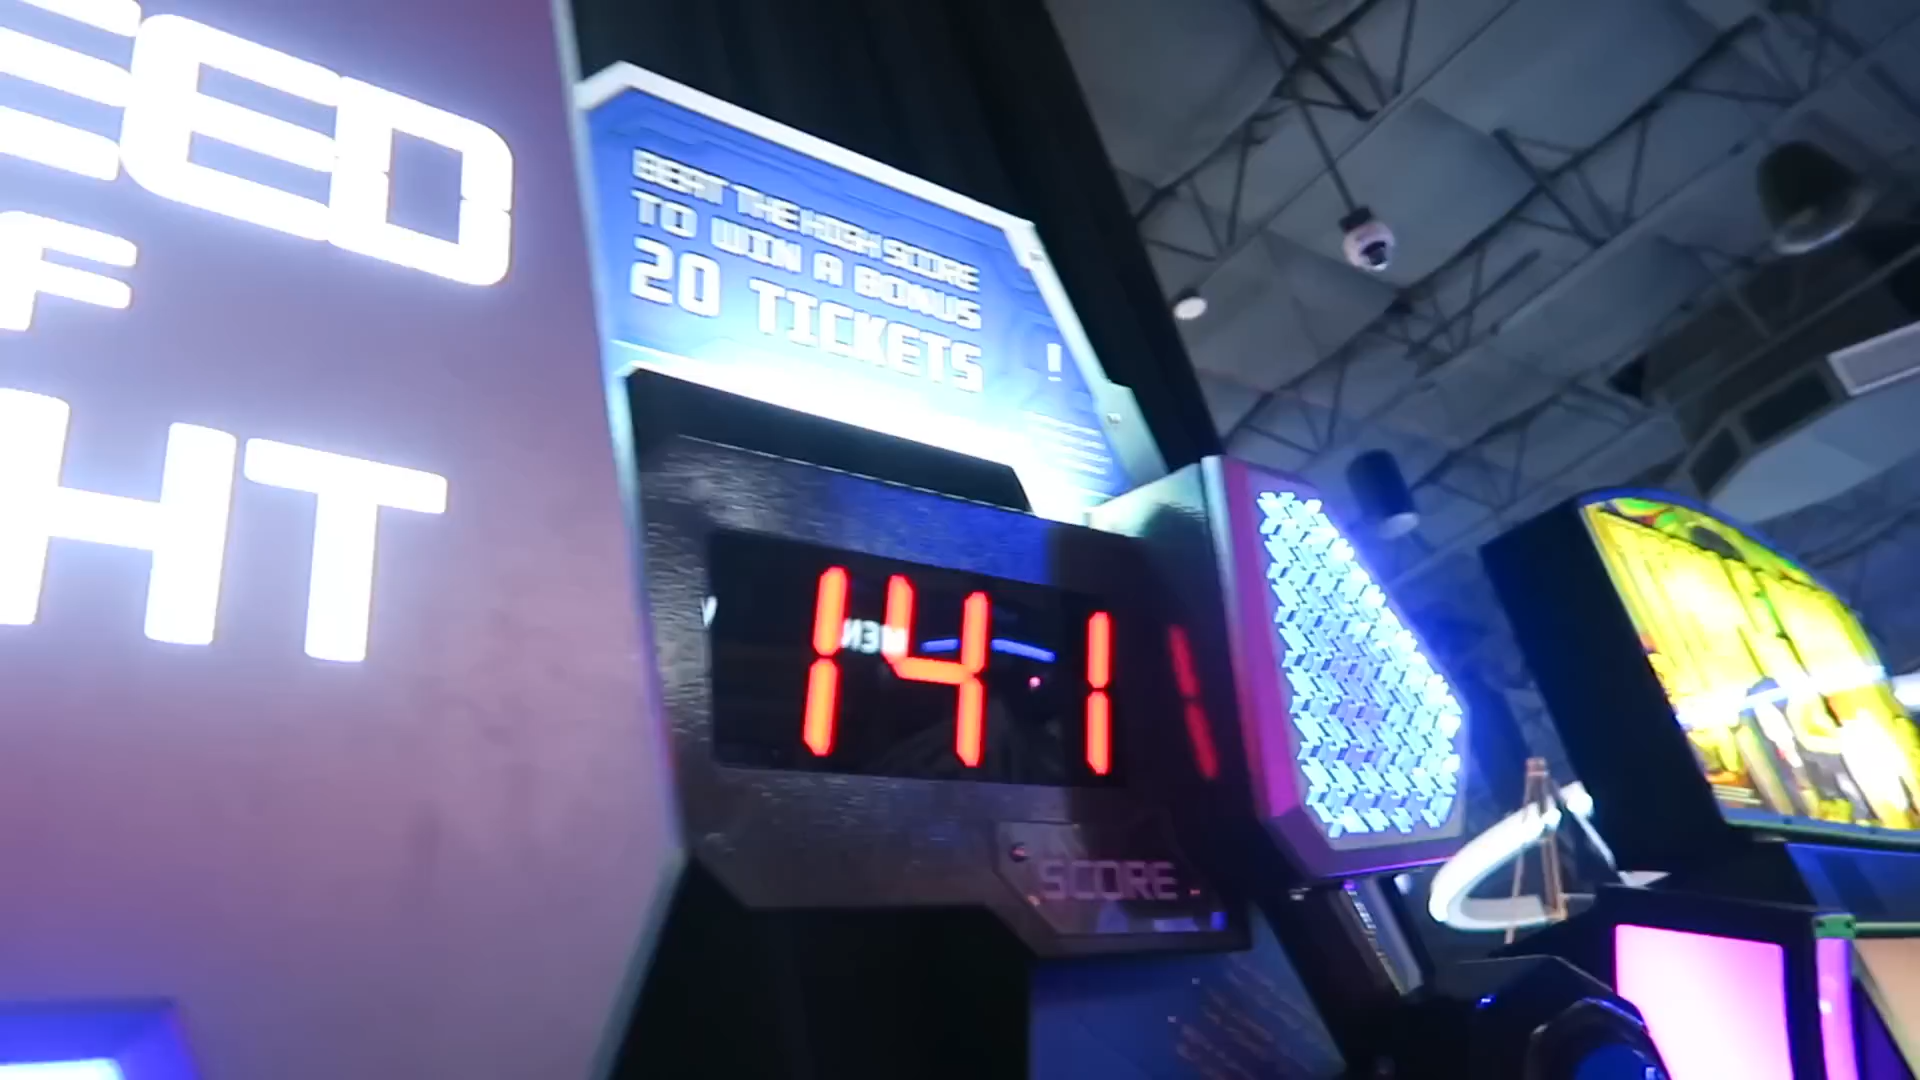 EED
F
HT
BEAT THE HIGH SCORE
TO WIN A BONUS
20 TICKETS !
141
SCORE